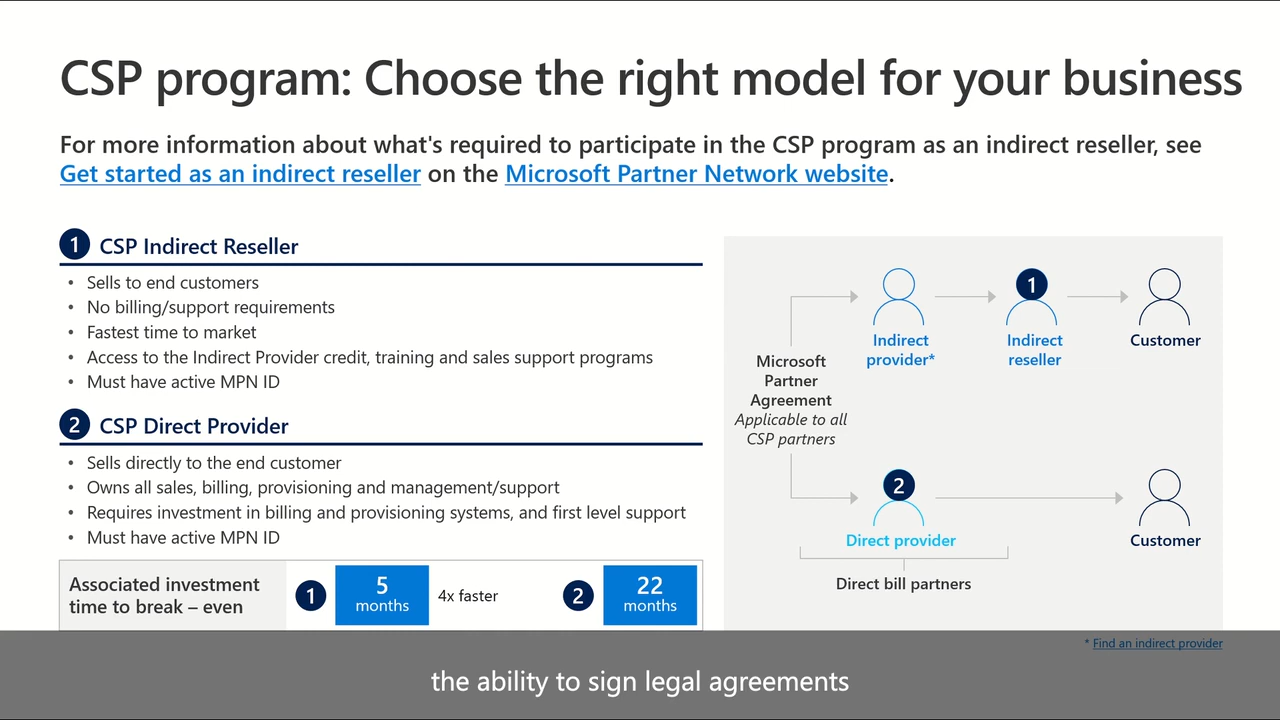 CSP program: Choose the right model for your business
For more information about what's required to participate in the CSP program as an indirect reseller, see
Get started as an indirect reseller on the Microsoft Partner Network website.
1 CSP Indirect Reseller
• Sells to end customers
• No billing/support requirements
• Fastest time to market
• Access to the Indirect Provider credit, training and sales support programs
• Must have active MPN ID
2 CSP Direct Provider
• Sells directly to the end customer
• Owns all sales, billing, provisioning and management/support
• Requires investment in billing and provisioning systems, and first level support
• Must have active MPN ID
Associated investment
time to break – even
1
5
months
4x faster
2
22
months
1
Indirect
provider*
Indirect
reseller
Customer
Microsoft
Partner
Agreement
Applicable to all
CSP partners
2
Direct provider
Customer
Direct bill partners
* Find an indirect provider
the ability to sign legal agreements